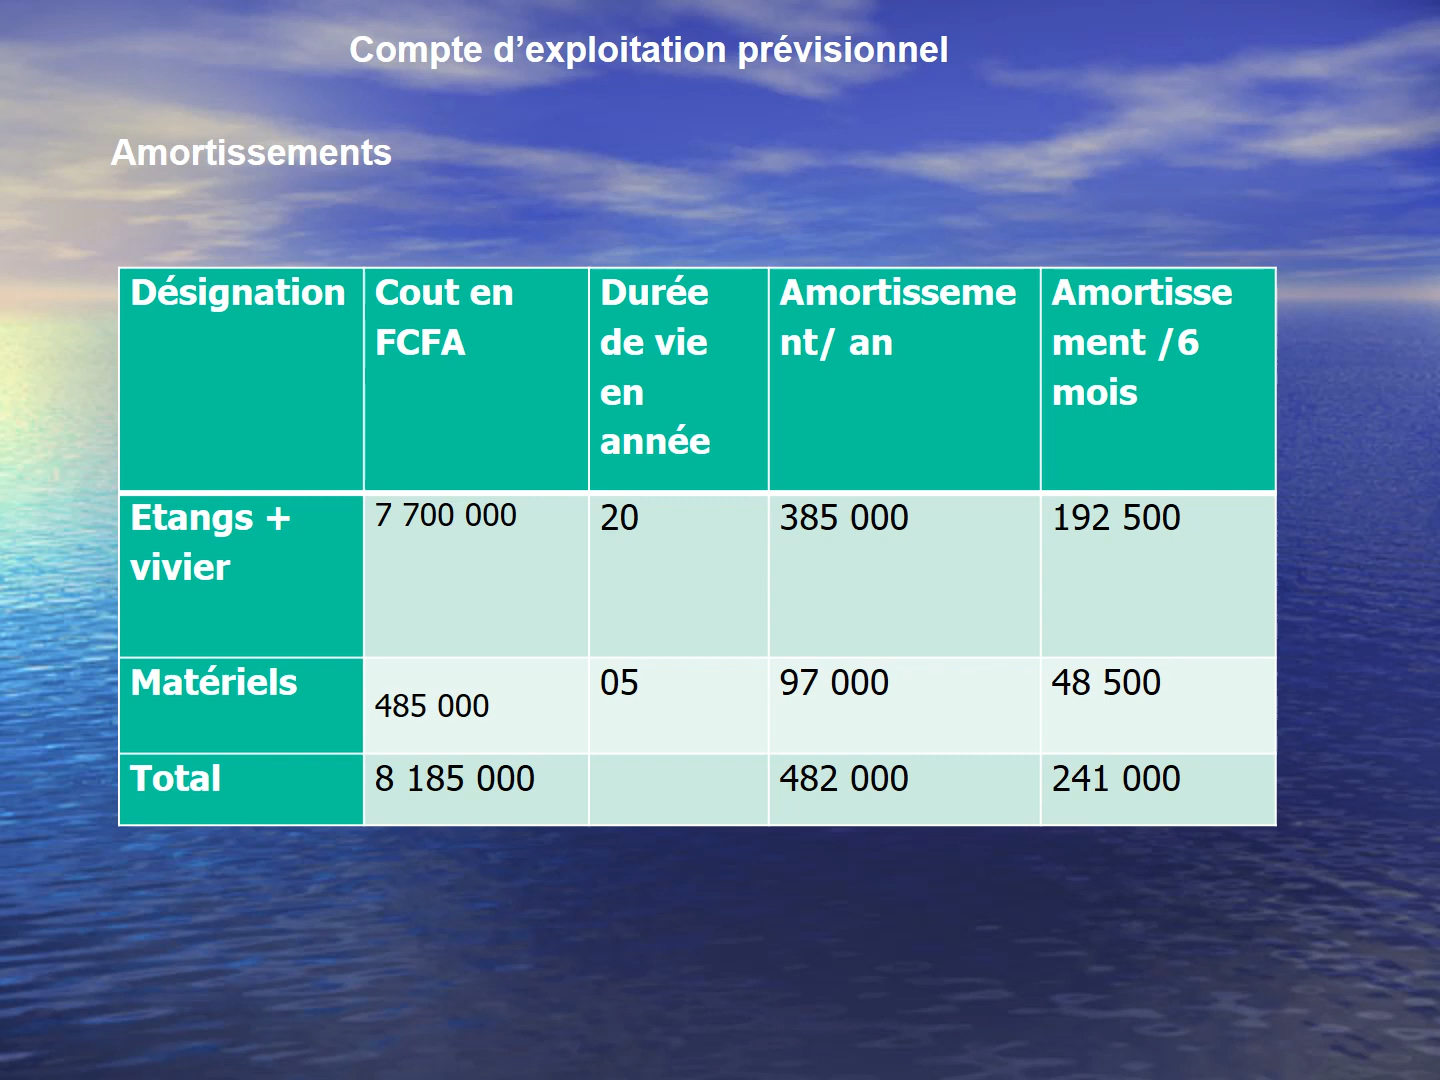 Compte d’exploitation prévisionnel
Amortissements
Désignation
Cout en
FCFA
Durée
de vie
en
année
Amortisseme
nt/ an
Amortisse
ment /6
mois
Etangs +
vivier
7 700 000
20
385 000
192 500
Matériels
485 000
05
97 000
48 500
Total
8 185 000
482 000
241 000